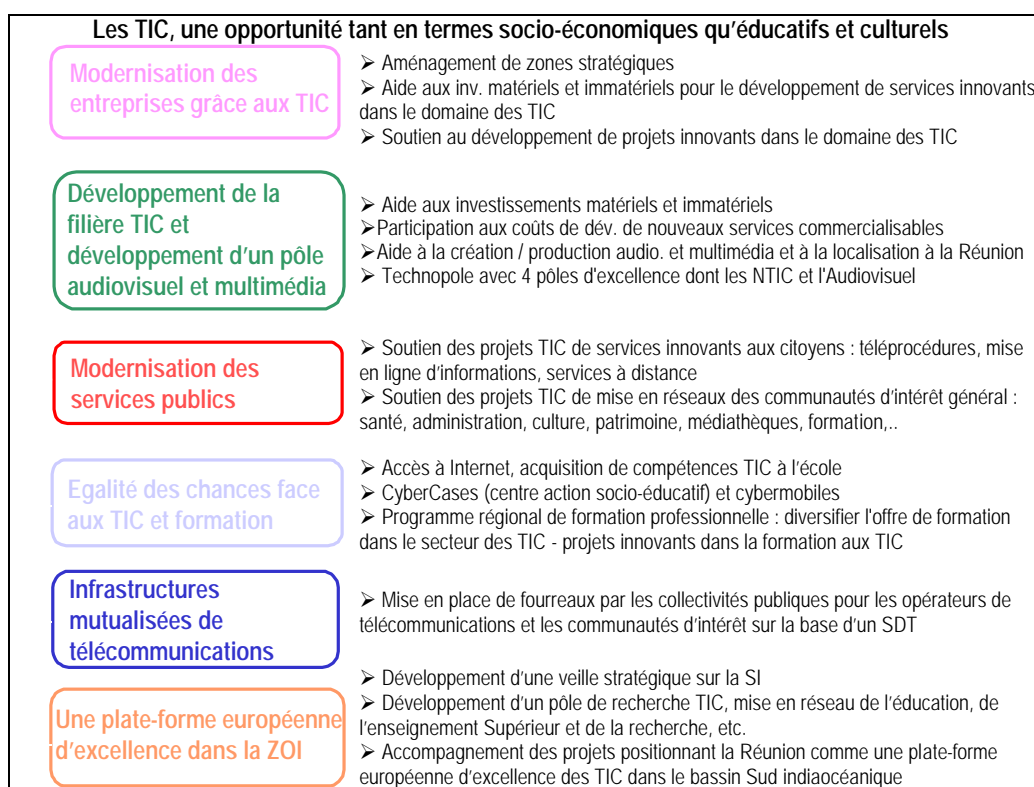 Les TIC, une opportunité tant en termes socio-économiques qu'éducatifs et culturels
Modernisation des
entreprises grâce aux TIC
➢ Aménagement de zones stratégiques
➢ Aide aux inv. matériels et immatériels pour le développement de services innovants
dans le domaine des TIC
➢ Soutien au développement de projets innovants dans le domaine des TIC
Développement de la
filière TIC et
développement d'un pôle
audiovisuel et multimédia
➢ Aide aux investissements matériels et immatériels
➢Participation aux coûts de dév. de nouveaux services commercialisables
➢Aide à la création / production audio. et multimédia et à la localisation à la Réunion
➢ Technopole avec 4 pôles d'excellence dont les NTIC et l'Audiovisuel
Modernisation des
services publics
➢ Soutien des projets TIC de services innovants aux citoyens : téléprocédures, mise
en ligne d'informations, services à distance
➢ Soutien des projets TIC de mise en réseaux des communautés d'intérêt général :
santé, administration, culture, patrimoine, médiathèques, formation,..
Egalité des chances face
aux TIC et formation
➢ Accès à Internet, acquisition de compétences TIC à l'école
➢ CyberCases (centre action socio-éducatif) et cybermobiles
➢ Programme régional de formation professionnelle : diversifier l'offre de formation
dans le secteur des TIC - projets innovants dans la formation aux TIC
Infrastructures
mutualisées de
télécommunications
➢ Mise en place de fourreaux par les collectivités publiques pour les opérateurs de
télécommunications et les communautés d'intérêt sur la base d'un SDT
Une plate-forme européenne
d'excellence dans la ZOI
➢ Développement d'une veille stratégique sur la SI
➢ Développement d'un pôle de recherche TIC, mise en réseau de l'éducation, de
l'enseignement Supérieur et de la recherche, etc.
➢ Accompagnement des projets positionnant la Réunion comme une plate-forme
européenne d'excellence des TIC dans le bassin Sud indiaocéanique